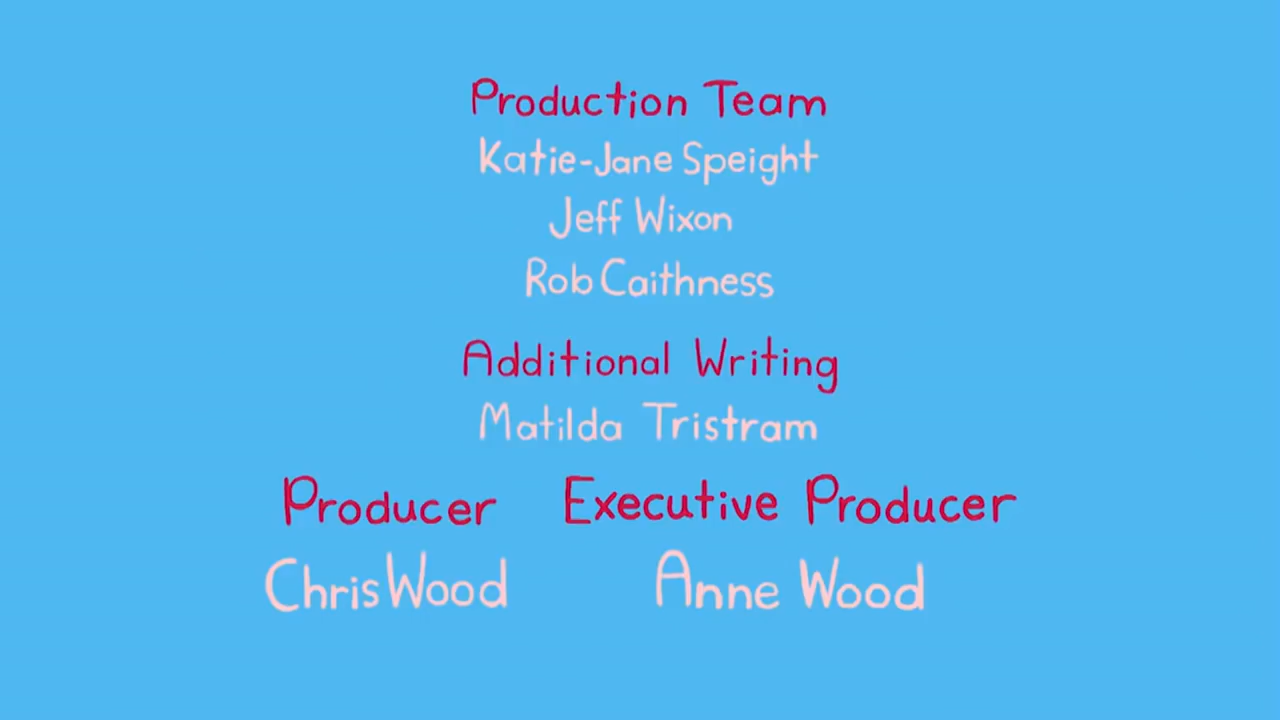 Production Team
Katie-Jane Speight
Jeff Wixon
Rob Caithness
Additional Writing
Matilda Tristram
Producer Executive Producer
Chris Wood Anne Wood